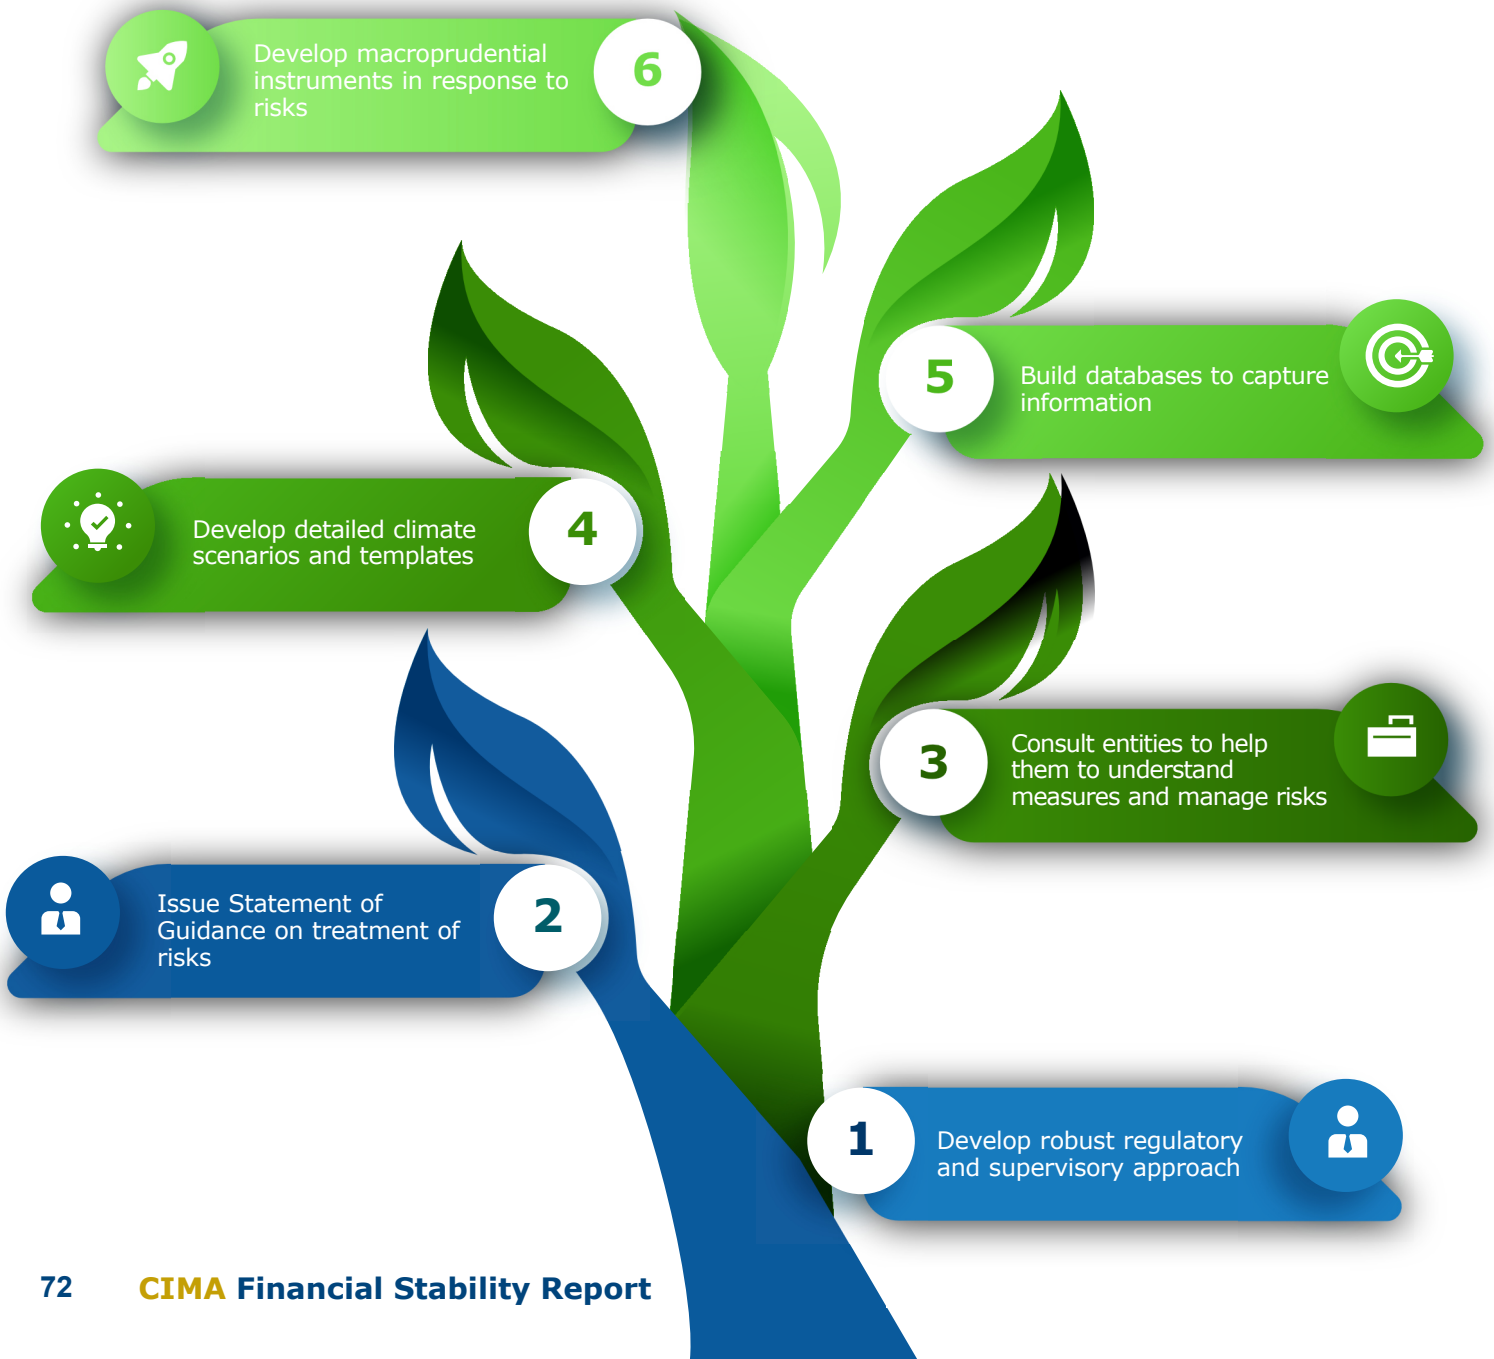 Develop macroprudential
instruments in response to
risks
6
5
Build databases to capture
information
Develop detailed climate
scenarios and templates
4
3
Consult entities to help
them to understand
measures and manage risks
Issue Statement of
Guidance on treatment of
risks
2
1
Develop robust regulatory
and supervisory approach
72 CIMA Financial Stability Report